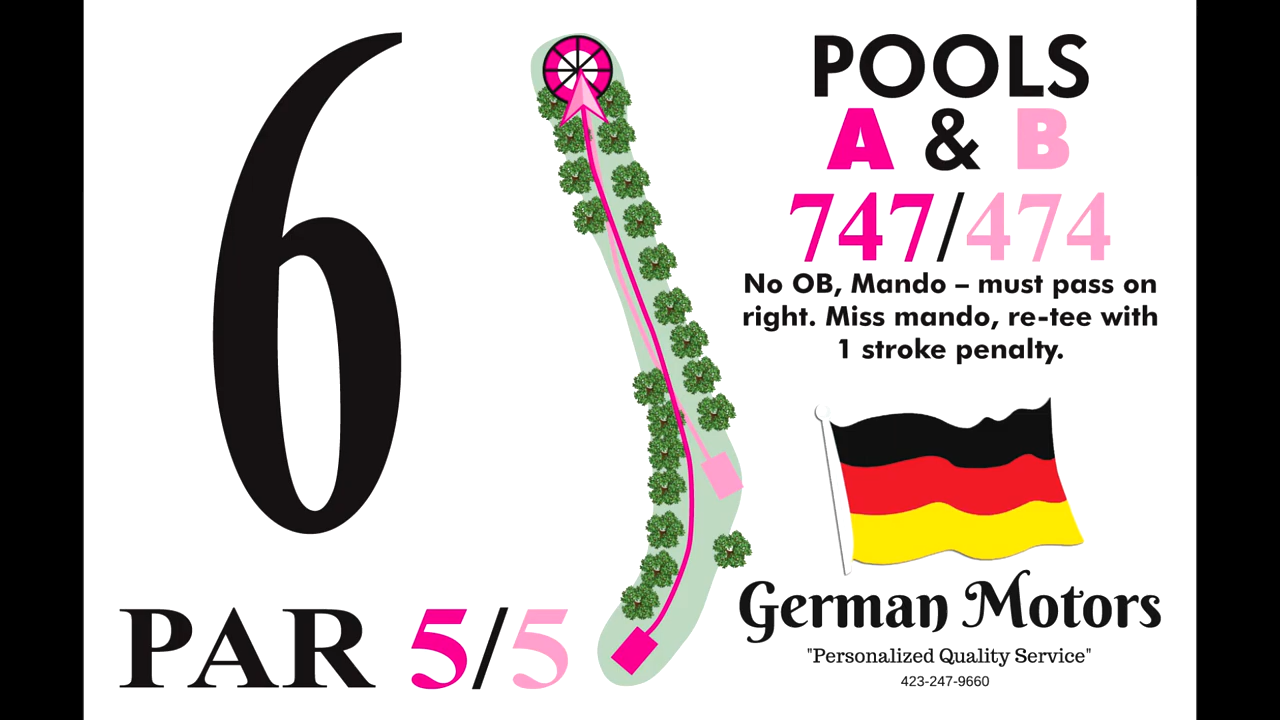 6
PAR 5/5
POOLS
A & B
747/474
No OB, Mando – must pass on
right. Miss mando, re-tee with
1 stroke penalty.
German Motors
"Personalized Quality Service"
423-247-9660